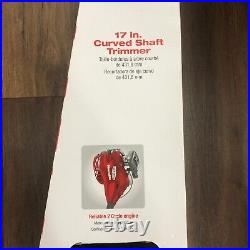 17 in.
Curved Shaft
Trimmer
Taille-bordures à arbre courbé
de 431,8 mm
Recortadora de eje curvo
de 431,8 mm
Reliable 2 Cycle engine